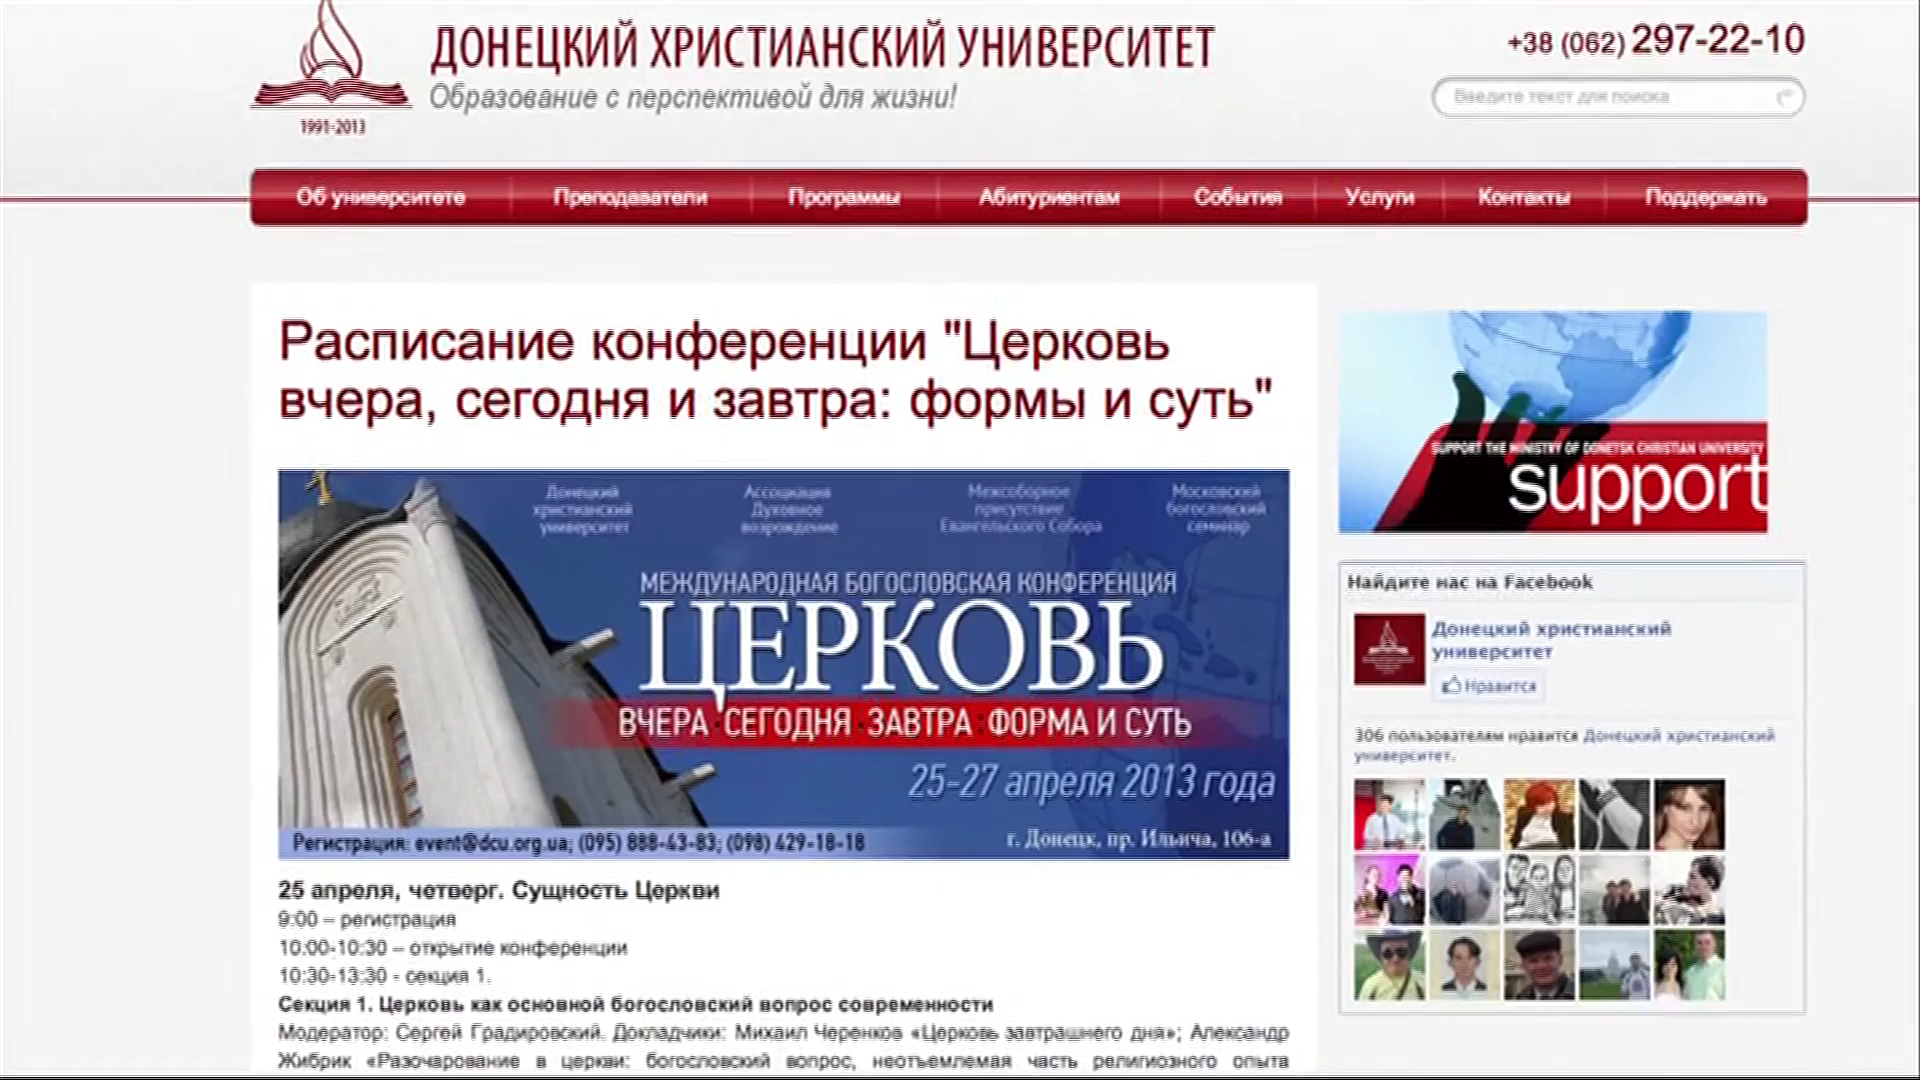 ДОНЕЦКИЙ ХРИСТИАНСКИЙ УНИВЕРСИТЕТ
Образование с перспективой для жизни!
1991-2013
+38 (062) 297-22-10
Введите текст для поиска
Об университете Преподаватели Программы Абитуриентам События Услуги Контакты Поддержать
Расписание конференции "Церковь
вчера, сегодня и завтра: формы и суть"
Донецкий
христианский
университет
Ассоциация
Духовное
возрождение
Межсоборное
присутствие
Евангельского Собора
Московский
богословский
семинар
МЕЖДУНАРОДНАЯ БОГОСЛОВСКАЯ КОНФЕРЕНЦИЯ
ЦЕРКОВЬ
ВЧЕРА · СЕГОДНЯ · ЗАВТРА · ФОРМА И СУТЬ
25-27 апреля 2013 года
Регистрация: event@dcu.org.ua; (095) 888-43-83; (098) 429-18-18
г. Донецк, пр. Ильича, 106-а
25 апреля, четверг. Сущность Церкви
9:00 – регистрация
10.00-10:30 – открытие конференции
10:30-13:30 - секция 1.
Секция 1. Церковь как основной богословский вопрос современности
Модератор: Сергей Градировский. Докладчики: Михаил Черенков «Церковь завтрашнего дня»; Александр
Жибрик «Разочарование в церкви: богословский вопрос, неотъемлемая часть религиозного опыта
SUPPORT THE MINISTRY OF DONETSK CHRISTIAN UNIVERSITY
support
Найдите нас на Facebook
Донецкий христианский
университет
Нравится
306 пользователям нравится Донецкий христианский
университет.